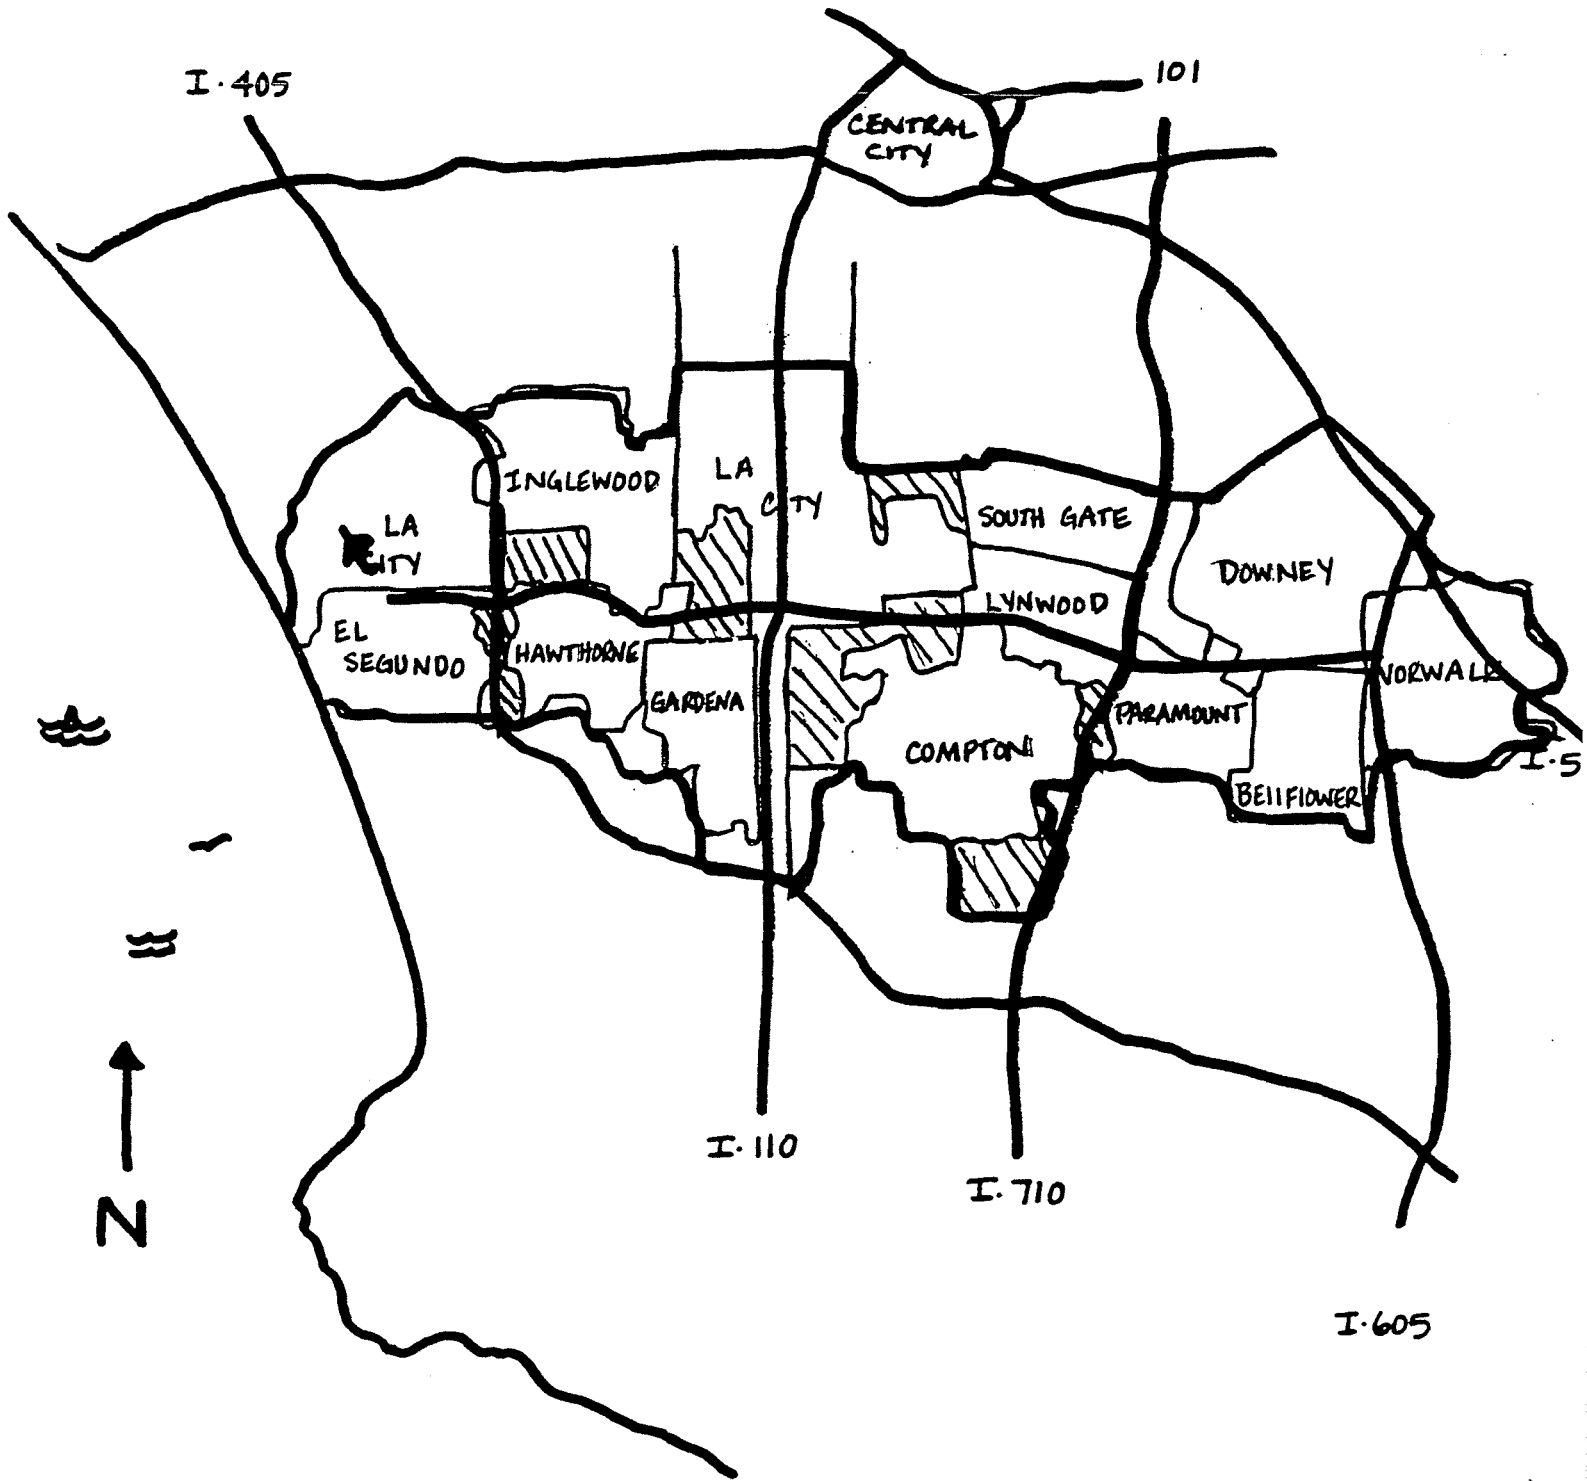 I.405
101
CENTRAL
CITY
INGLEWOOD
LA
CITY
SOUTH GATE
LA
CITY
DOWNEY
LYNWOOD
EL
SEGUNDO
HAWTHORNE
GARDENA
NORWALK
PARAMOUNT
COMPTON
I.5
BEllFlOWER
I.110
I.710
N
I.605